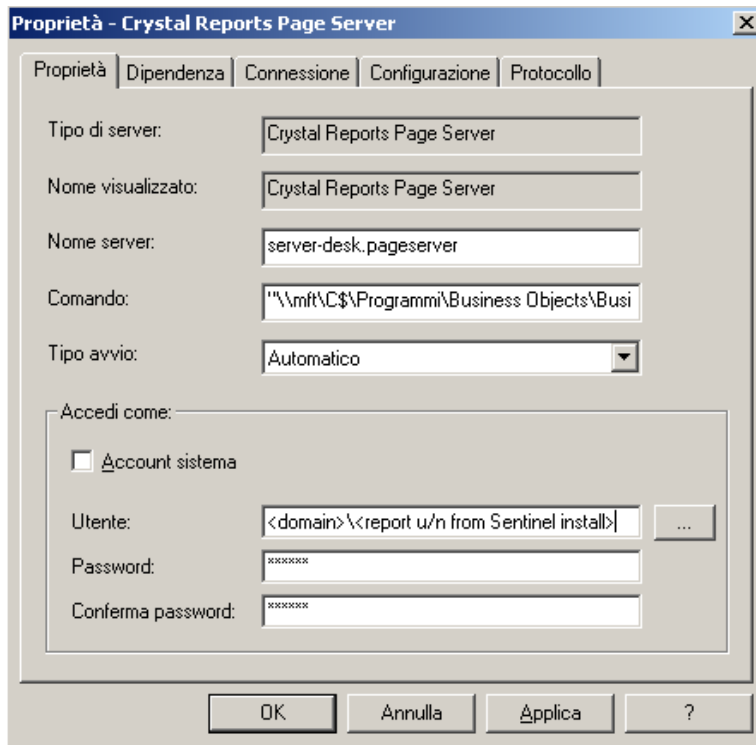 Proprietà - Crystal Reports Page Server
Proprietà Dipendenza Connessione Configurazione Protocollo
Tipo di server: Crystal Reports Page Server
Nome visualizzato: Crystal Reports Page Server
Nome server: server-desk.pageserver
Comando: "\\mft\C$\Programmi\Business Objects\Busi
Tipo avvio: Automatico
Accedi come:
Account sistema
Utente: <domain>\<report u/n from Sentinel install> ...
Password: ******
Conferma password: ******
OK Annulla Applica ?